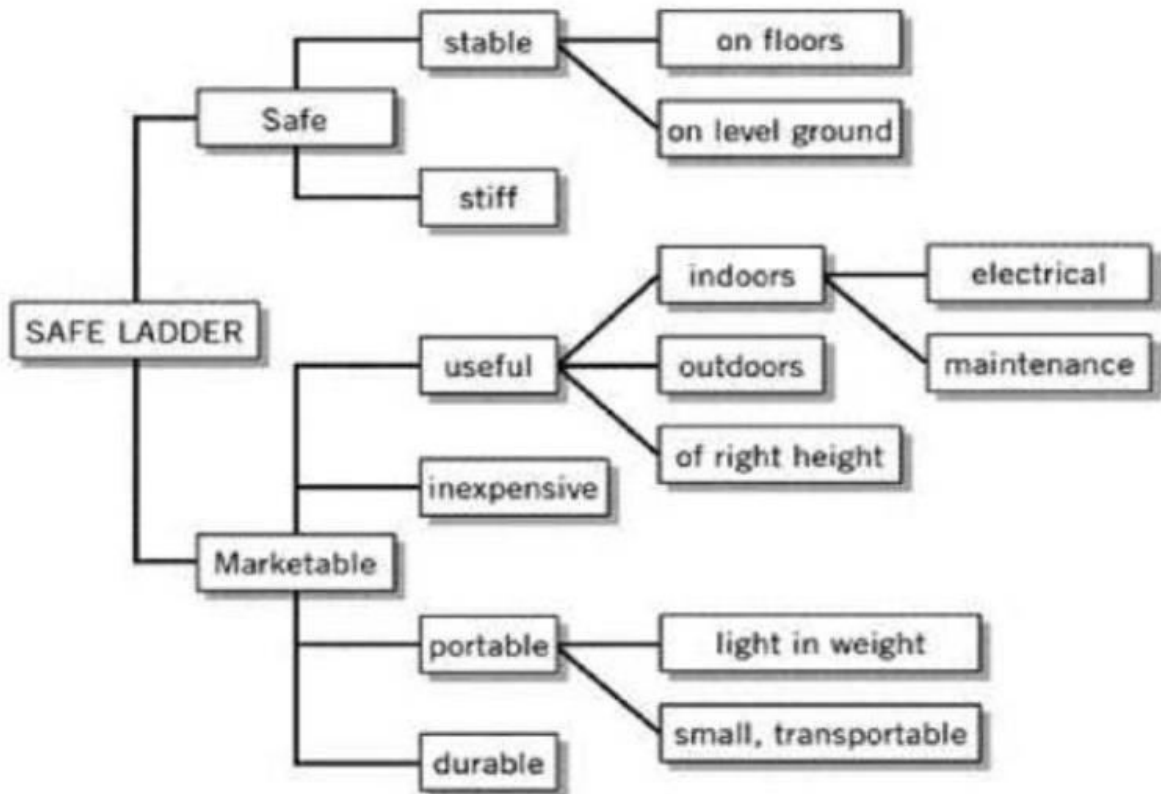 stable
on floors
Safe
on level ground
stiff
indoors
electrical
SAFE LADDER
useful
outdoors
maintenance
of right height
inexpensive
Marketable
portable
light in weight
small, transportable
durable